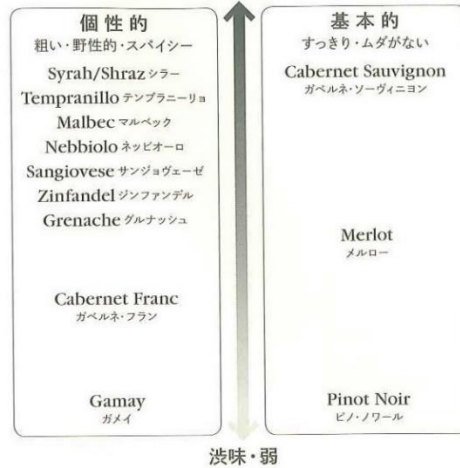 個性的
粗い・野性的・スパイシー
Syrah/Shraz シラー
Tempranillo テンプラニーリョ
Malbec マルベック
Nebbiolo ネッビオーロ
Sangiovese サンジョヴェーゼ
Zinfandel ジンファンデル
Grenache グルナッシュ
Cabernet Franc
ガベルネ・フラン
Gamay
ガメイ
基本的
すっきり・ムダがない
Cabernet Sauvignon
ガベルネ・ソーヴィニヨン
Merlot
メルロー
Pinot Noir
ピノ・ノワール
渋味・弱